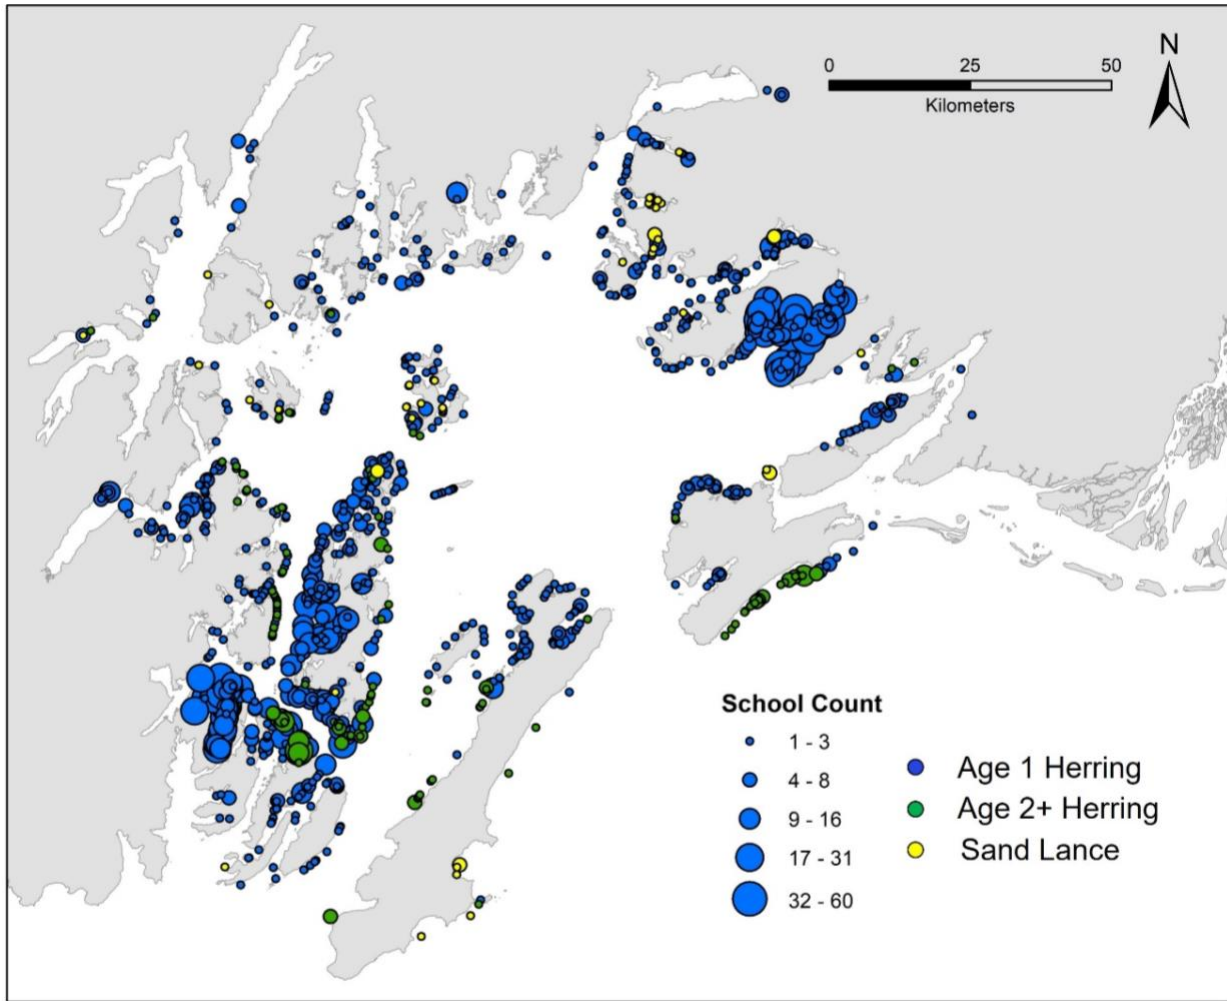 N
0 25 50
Kilometers
School Count
1 - 3
4 - 8
9 - 16
17 - 31
32 - 60
Age 1 Herring
Age 2+ Herring
Sand Lance